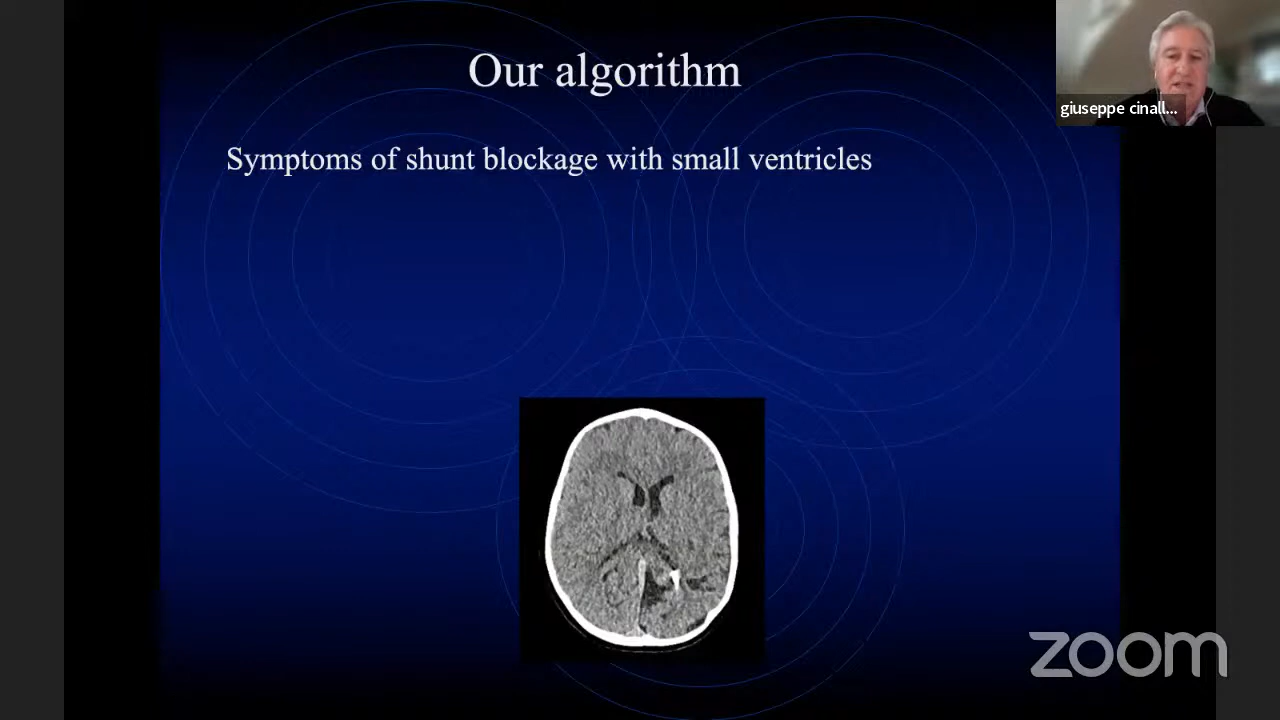 Our algorithm
giuseppe cinall...
Symptoms of shunt blockage with small ventricles
zoom